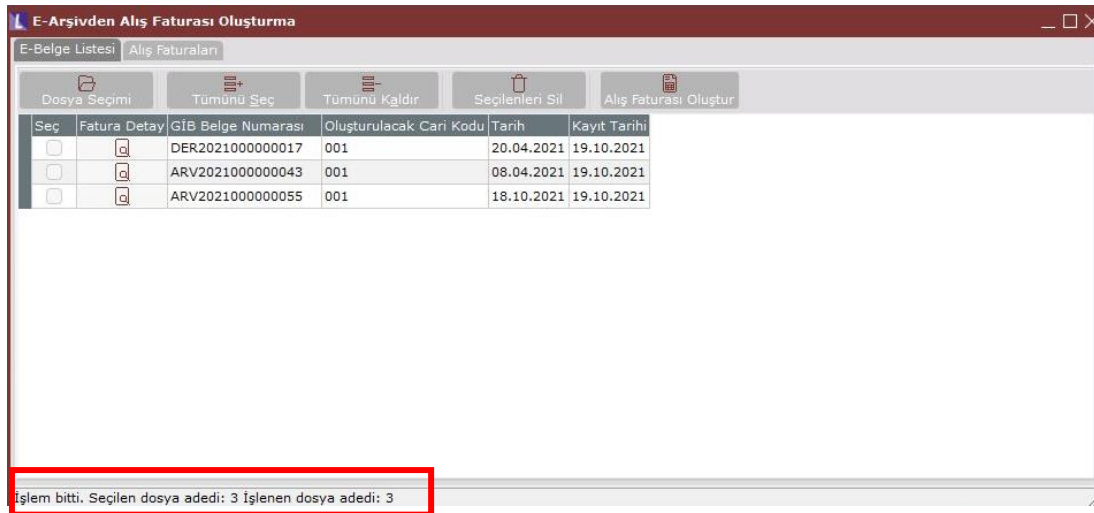 E-Arşivden Alış Faturası Oluşturma
E-Belge Listesi Alış Faturaları
Dosya Seçimi Tümünü Seç Tümünü Kaldır Seçilenleri Sil Alış Faturası Oluştur
Seç Fatura Detay GİB Belge Numarası Oluşturulacak Cari Kodu Tarih Kayıt Tarihi
DER2021000000017 001 20.04.2021 19.10.2021
ARV2021000000043 001 08.04.2021 19.10.2021
ARV2021000000055 001 18.10.2021 19.10.2021
İşlem bitti. Seçilen dosya adedi: 3 İşlenen dosya adedi: 3